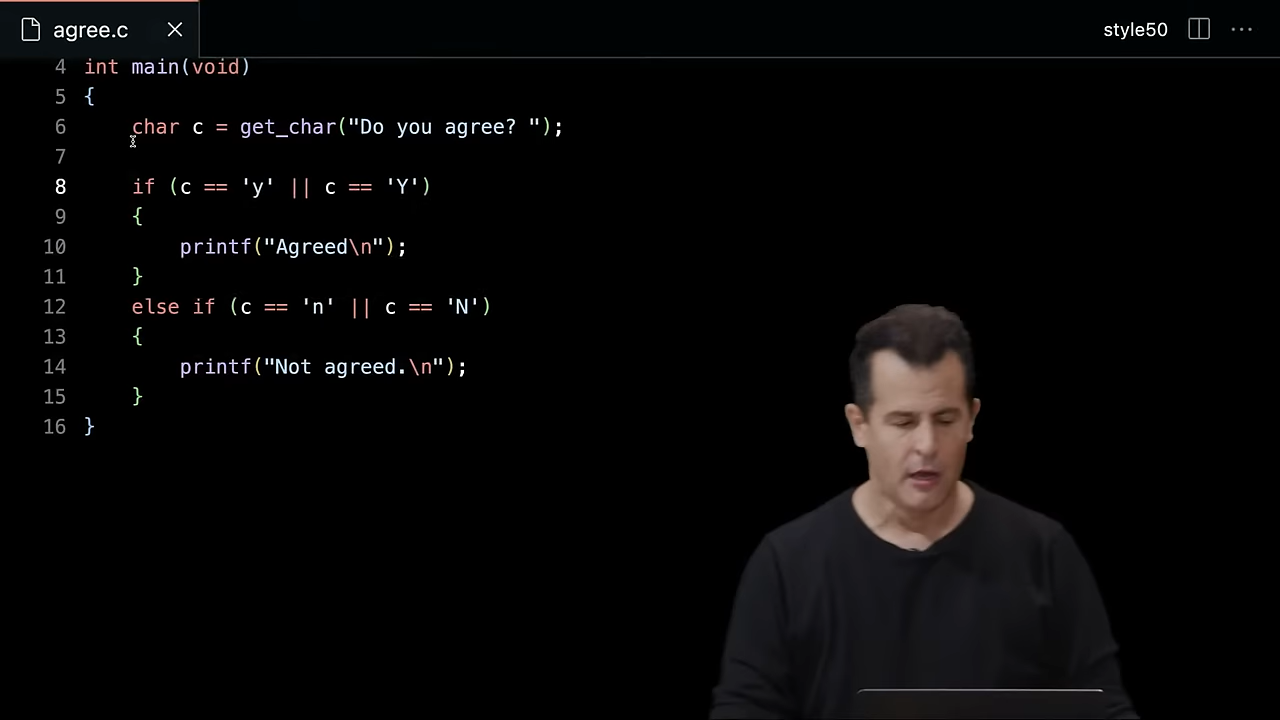 agree.c
style50
4 int main(void)
5 {
6 char c = get_char("Do you agree? ");
7
8 if (c == 'y' || c == 'Y')
9 {
10 printf("Agreed\n");
11 }
12 else if (c == 'n' || c == 'N')
13 {
14 printf("Not agreed.\n");
15 }
16 }